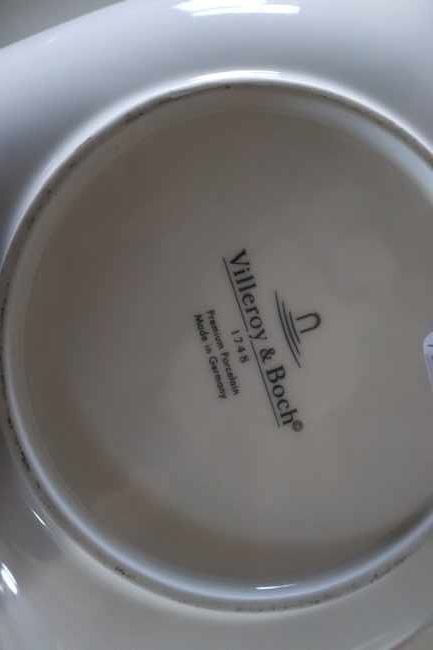 Villeroy & Boch©
1748
Premium Porcelain
Made in Germany